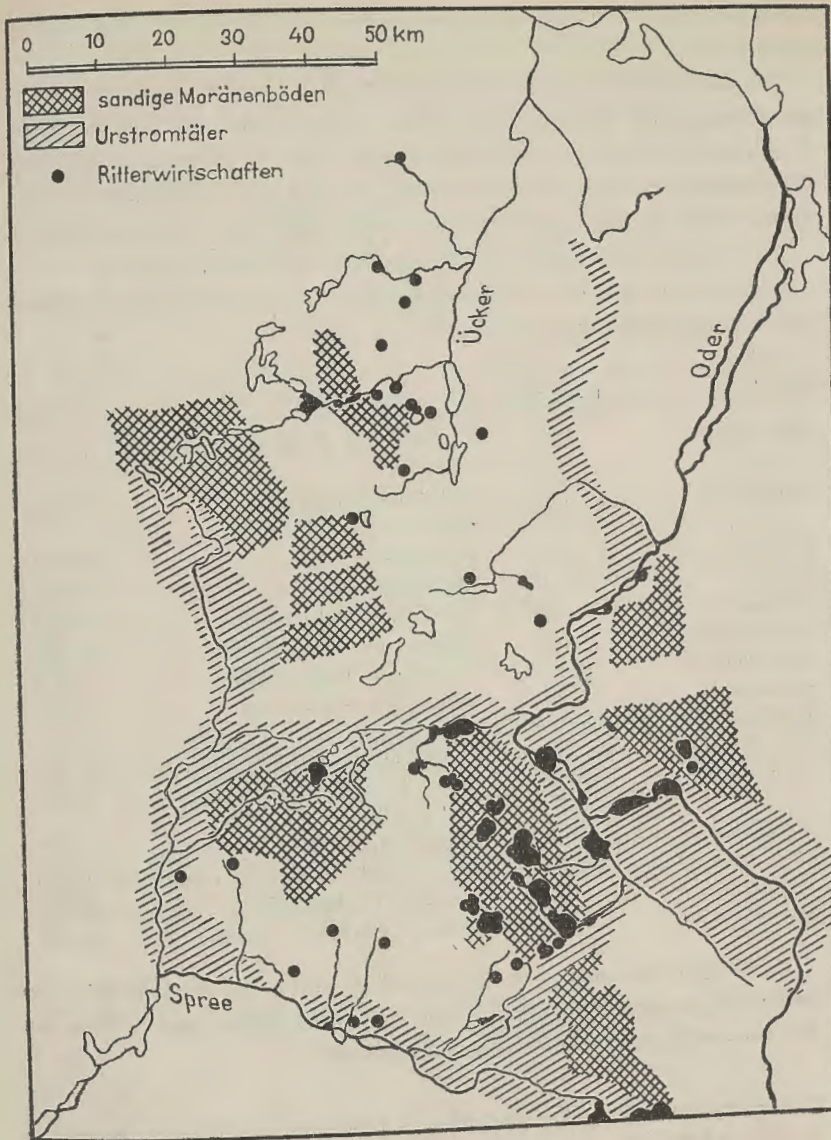 0 10 20 30 40 50 km
sandige Moränenböden
Urstromtäler
Ritterwirtschaften
Ücker
Oder
Spree